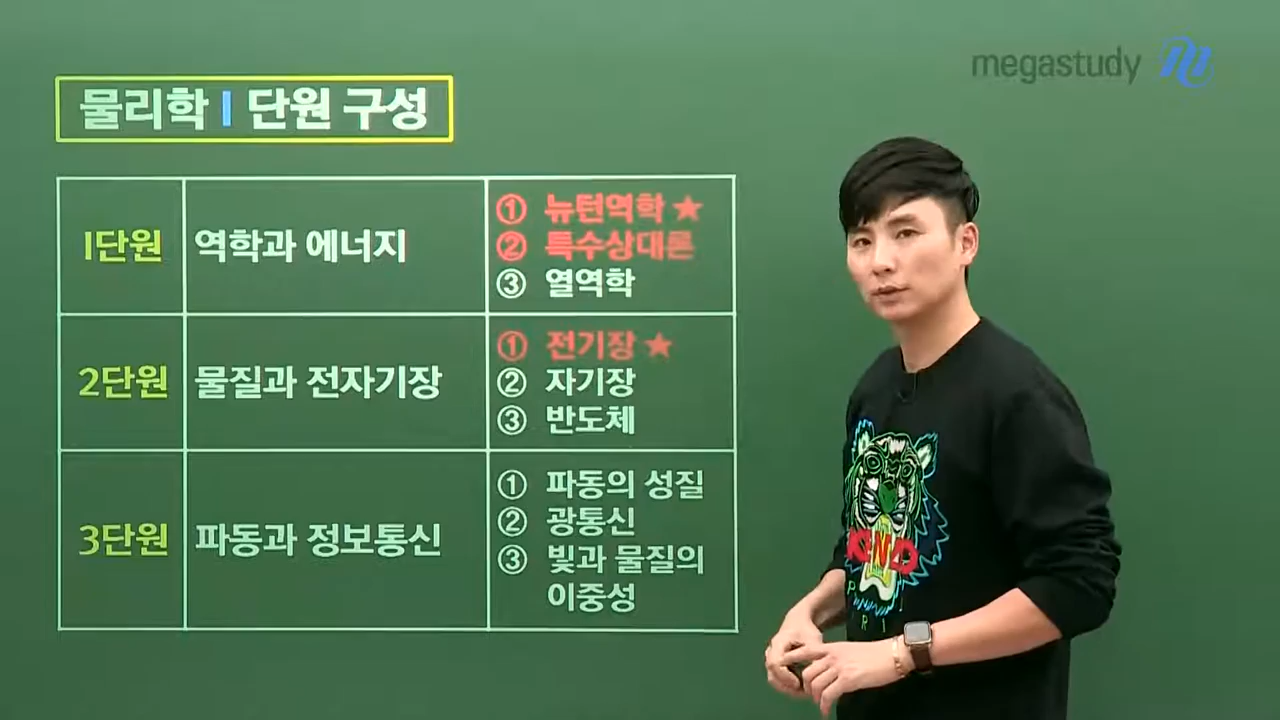 megastudy
물리학 I 단원 구성
1단원
역학과 에너지
① 뉴턴역학 ★
② 특수상대론
③ 열역학
2단원
물질과 전자기장
① 전기장 ★
② 자기장
③ 반도체
3단원
파동과 정보통신
① 파동의 성질
② 광통신
③ 빛과 물질의
이중성